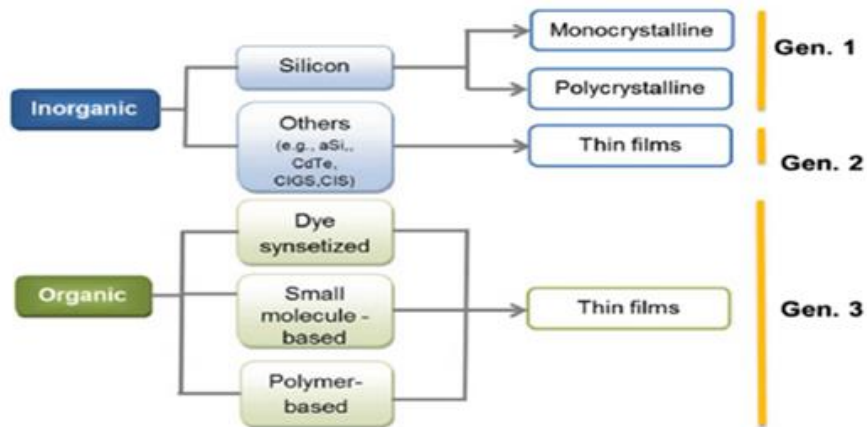 Monocrystalline
Gen. 1
Silicon
Polycrystalline
Inorganic
Others
(e.g., aSi,,
CdTe,
CIGS,CIS)
Thin films
Gen. 2
Dye
synsetized
Organic
Small
molecule -
based
Thin films
Gen. 3
Polymer-
based